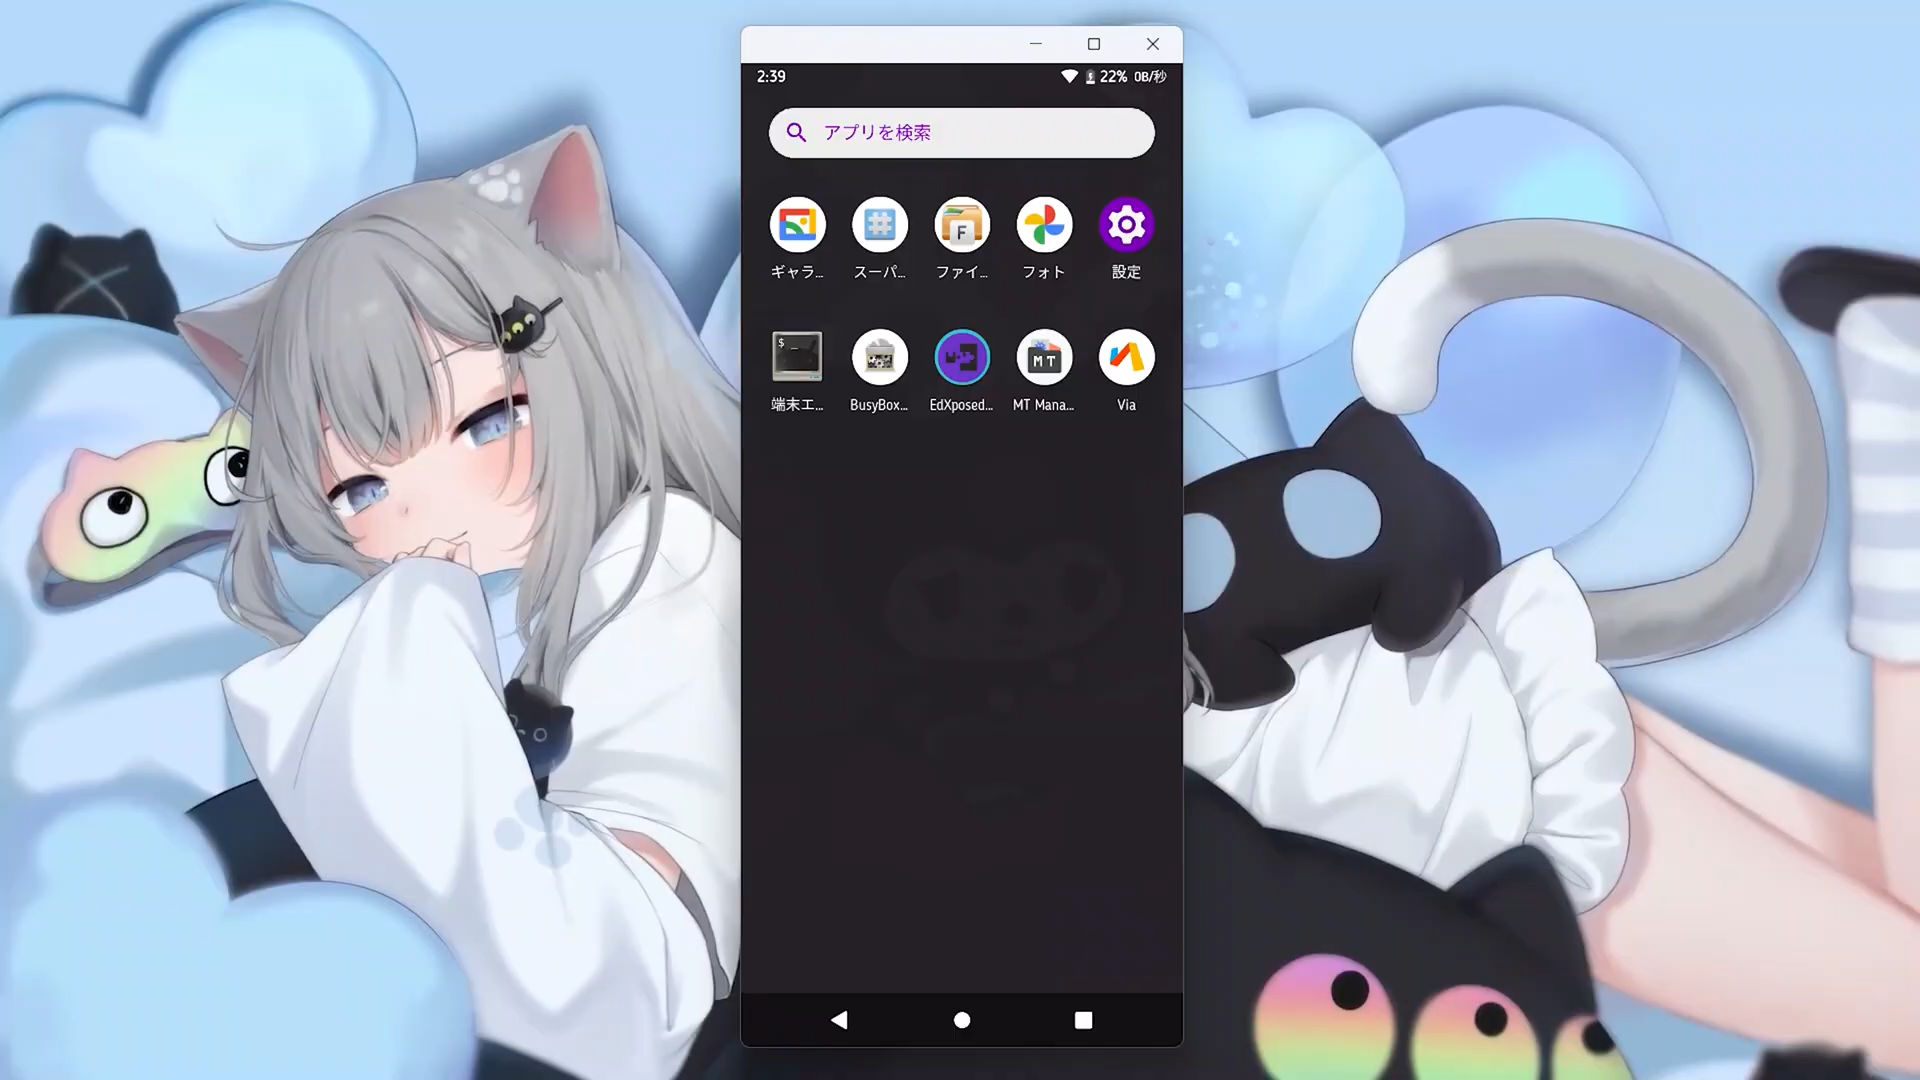 2:39 22% 0B/秒
アプリを検索
ギャラ… スーパ… ファイ… フォト 設定
F
$ _
MT
端末エ… BusyBox… EdXposed… MT Mana… Via